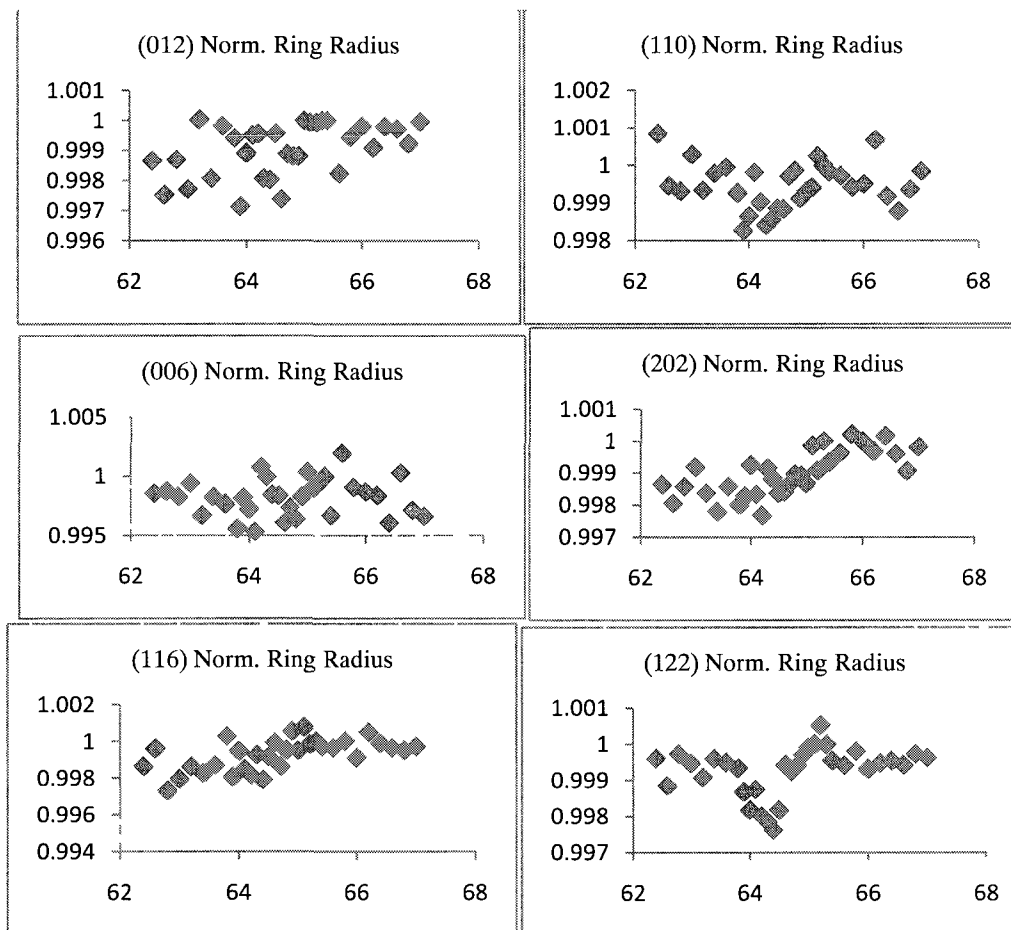 (012) Norm. Ring Radius
1.001
1
0.999
0.998
0.997
0.996
62 64 66 68
(110) Norm. Ring Radius
1.002
1.001
1
0.999
0.998
62 64 66 68
(006) Norm. Ring Radius
1.005
1
0.995
62 64 66 68
(202) Norm. Ring Radius
1.001
1
0.999
0.998
0.997
62 64 66 68
(116) Norm. Ring Radius
1.002
1
0.998
0.996
0.994
62 64 66 68
(122) Norm. Ring Radius
1.001
1
0.999
0.998
0.997
62 64 66 68